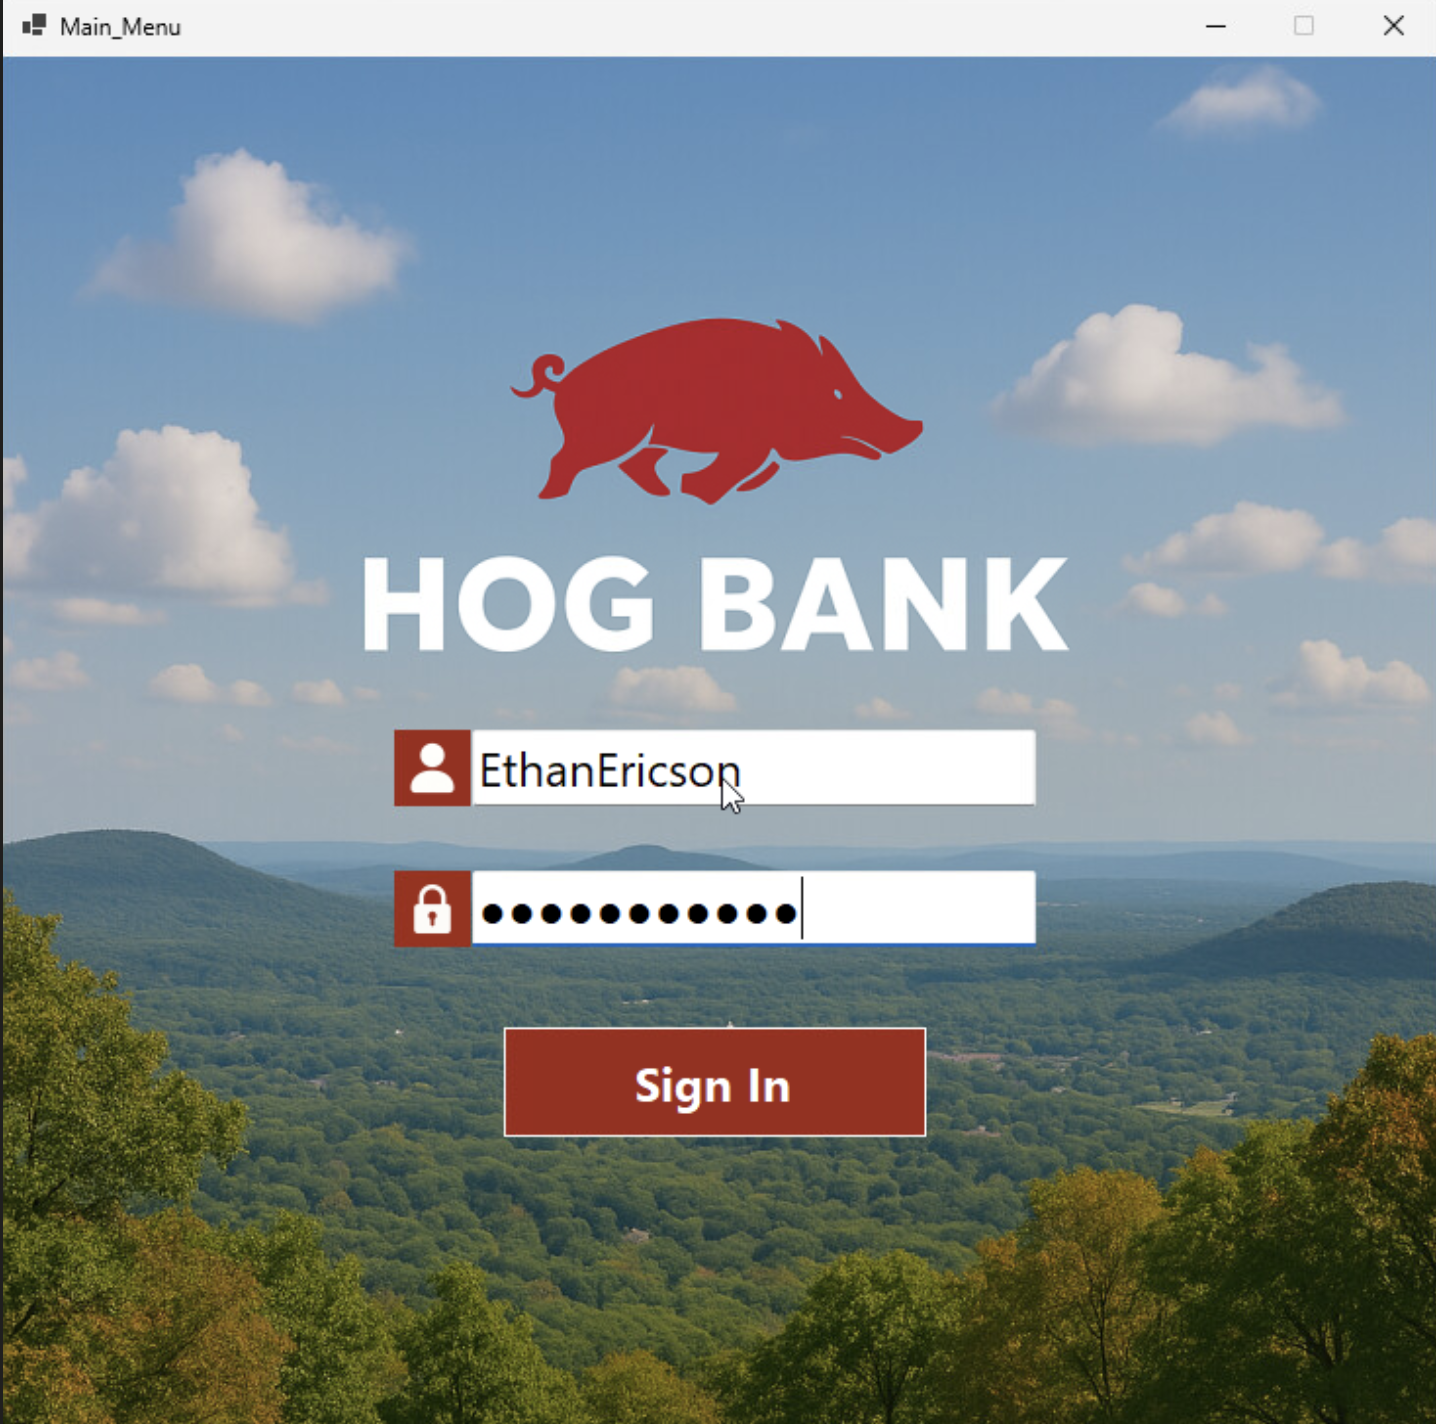 Main_Menu
HOG BANK
EthanEricson
●●●●●●●●●●●
Sign In